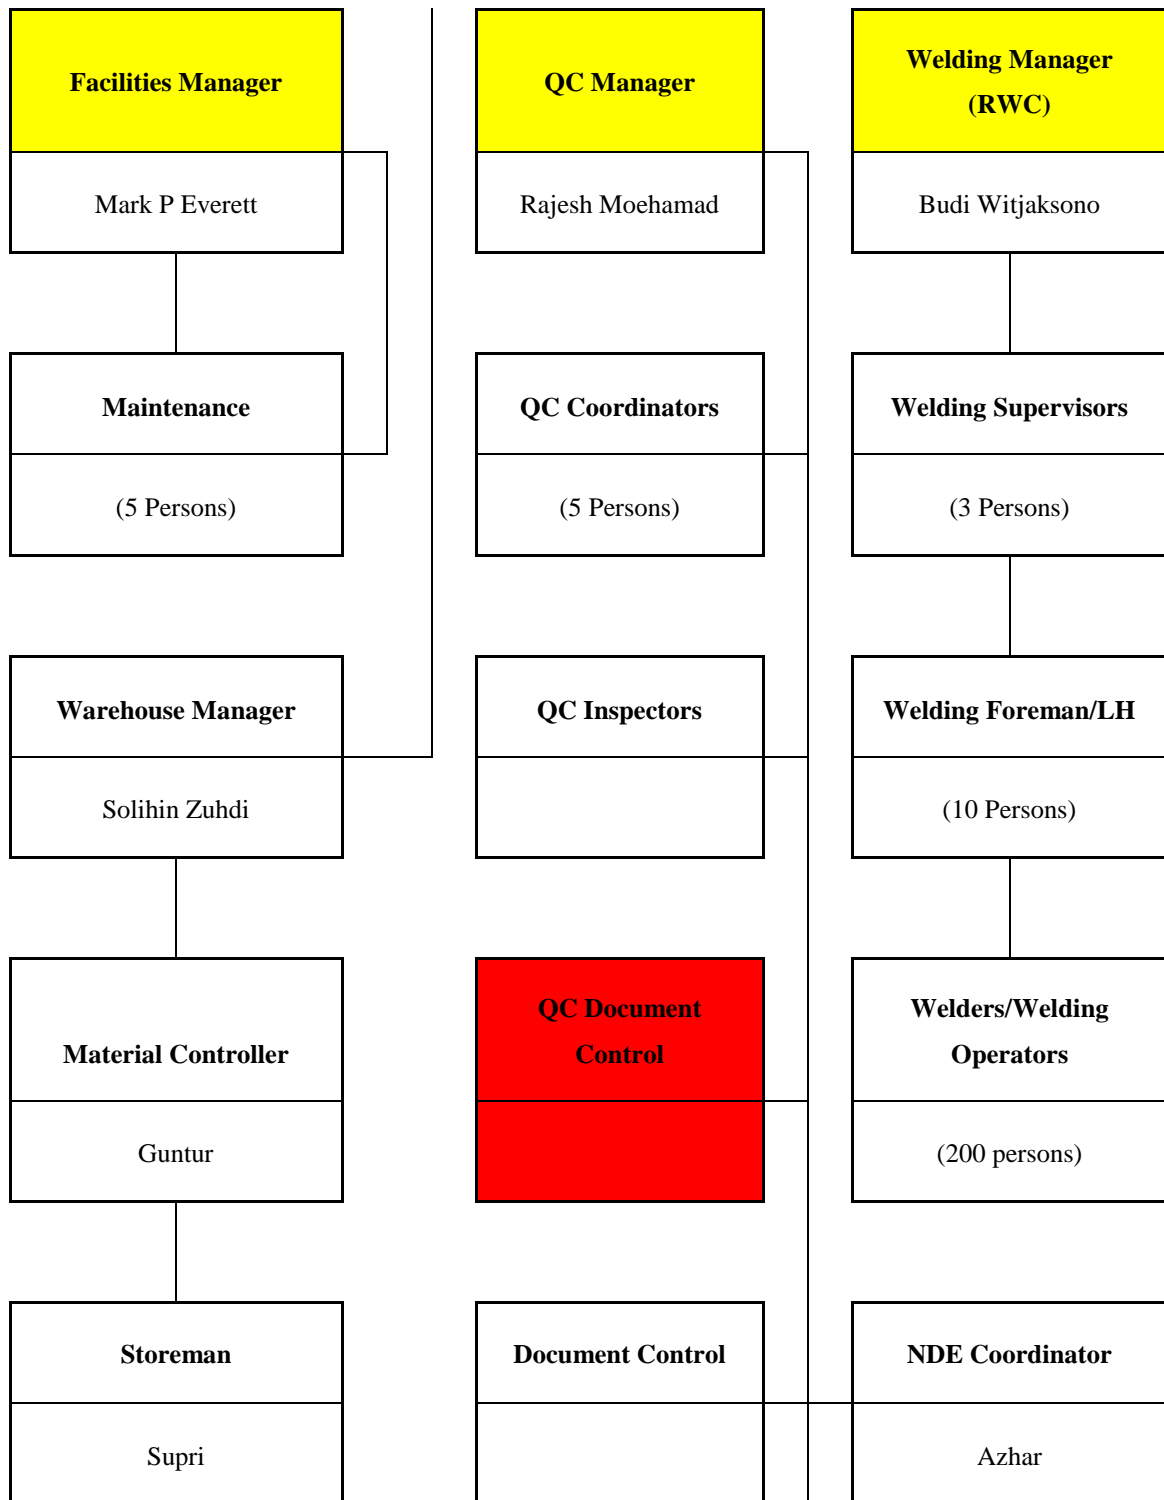 Facilities Manager
Mark P Everett
QC Manager
Rajesh Moehamad
Welding Manager
(RWC)
Budi Witjaksono
Maintenance
(5 Persons)
QC Coordinators
(5 Persons)
Welding Supervisors
(3 Persons)
Warehouse Manager
Solihin Zuhdi
QC Inspectors
Welding Foreman/LH
(10 Persons)
Material Controller
Guntur
QC Document
Control
Welders/Welding
Operators
(200 persons)
Storeman
Supri
Document Control
NDE Coordinator
Azhar